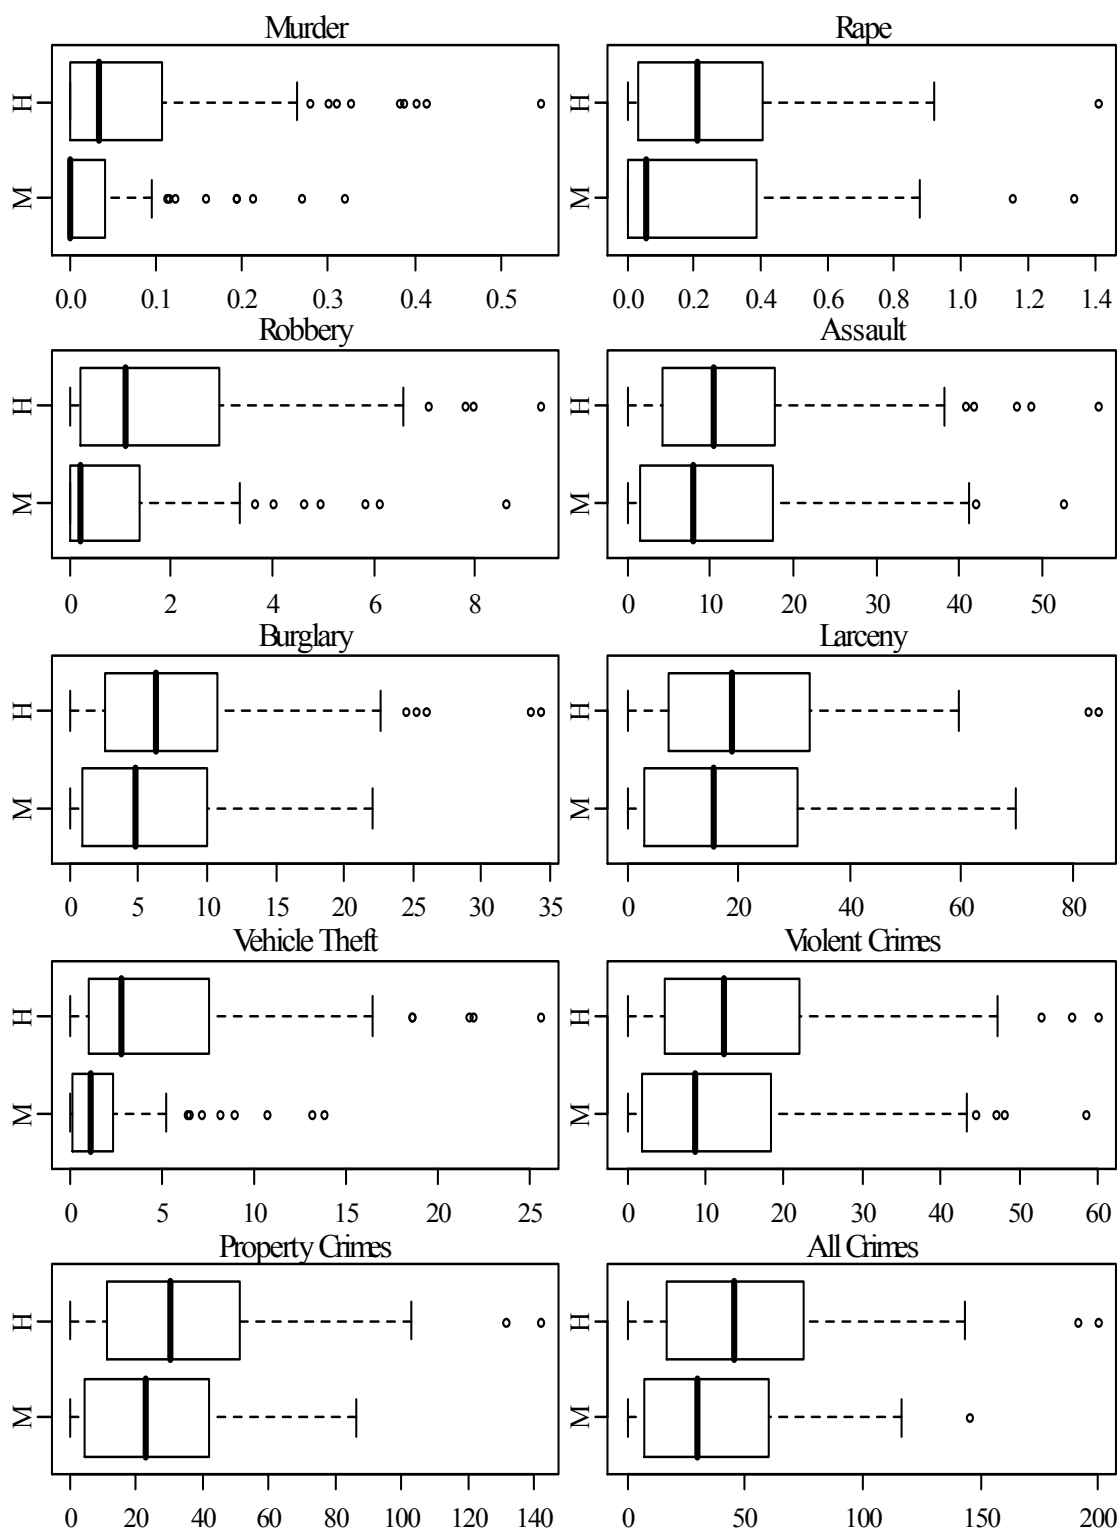 Murder
H
M
0.0 0.1 0.2 0.3 0.4 0.5
Rape
H
M
0.0 0.2 0.4 0.6 0.8 1.0 1.2 1.4
Robbery
H
M
0 2 4 6 8
Assault
H
M
0 10 20 30 40 50
Burglary
H
M
0 5 10 15 20 25 30 35
Larceny
H
M
0 20 40 60 80
Vehicle Theft
H
M
0 5 10 15 20 25
Violent Crimes
H
M
0 10 20 30 40 50 60
Property Crimes
H
M
0 20 40 60 80 100 120 140
All Crimes
H
M
0 50 100 150 200